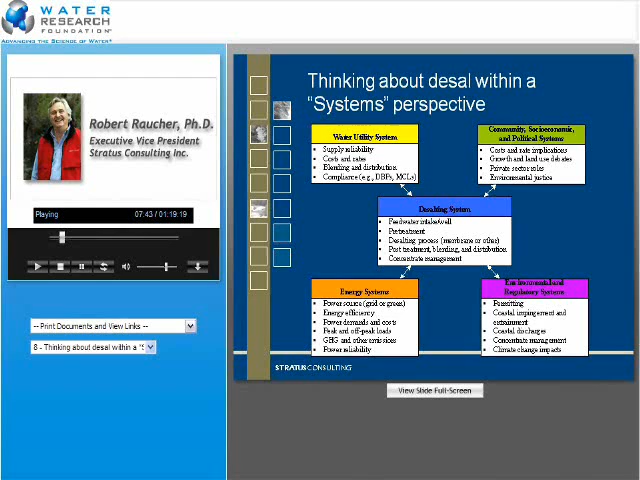 WATER
RESEARCH
FOUNDATION
ADVANCING THE SCIENCE OF WATER
Robert Raucher, Ph.D.
Executive Vice President
Stratus Consulting Inc.
Playing 07:43 / 01:19:19
-- Print Documents and View Links --
8 - Thinking about desal within a "S
Thinking about desal within a
"Systems" perspective
Water Utility System
Supply reliability
Costs and rates
Blending and distribution
Compliance (e.g., DBPs, MCLs)
Community, Socioeconomic,
and Political Systems
Costs and rate implications
Growth and land use debates
Private sector roles
Environmental justice
Desalting System
Feedwater intake/well
Pretreatment
Desalting process (membrane or other)
Post treatment, blending, and distribution
Concentrate management
Energy Systems
Power source (grid or green)
Energy efficiency
Power demands and costs
Peak and off-peak loads
GHG and other emissions
Power reliability
Environmental and
Regulatory Systems
Permitting
Coastal impingement and
entrainment
Coastal discharges
Concentrate management
Climate change impacts
STRATUS CONSULTING
View Slide Full-Screen